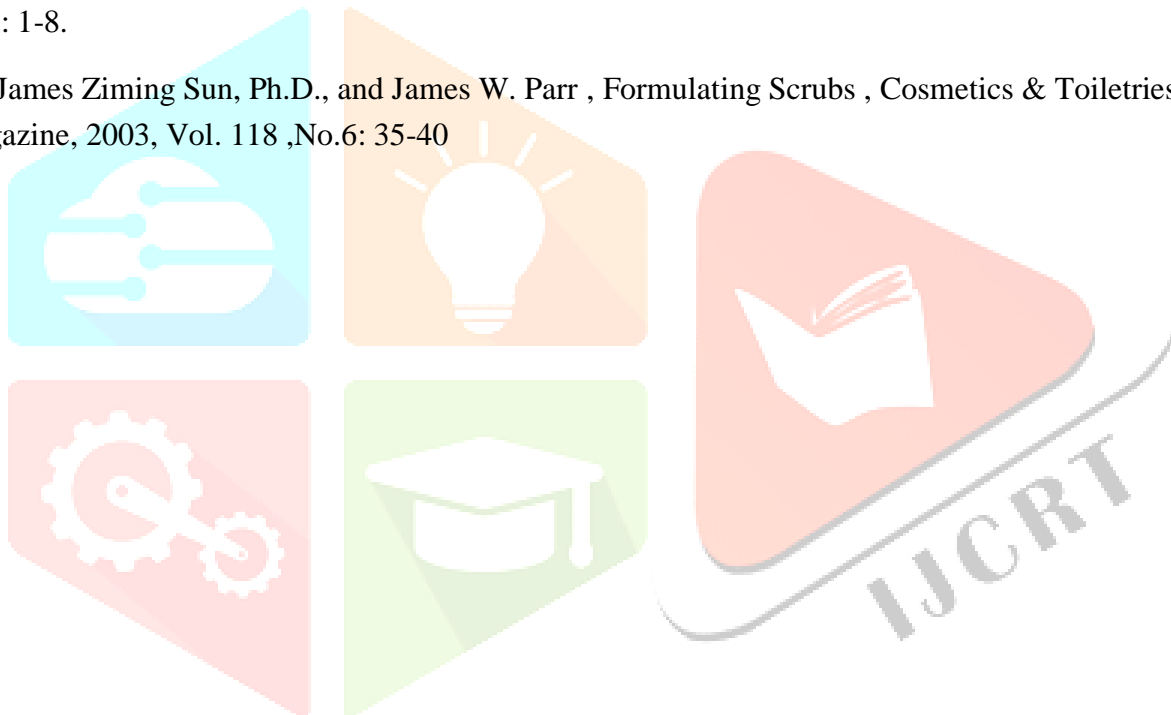 : 1-8.
James Ziming Sun, Ph.D., and James W. Parr , Formulating Scrubs , Cosmetics & Toiletries
azine, 2003, Vol. 118 ,No.6: 35-40
IJCRT